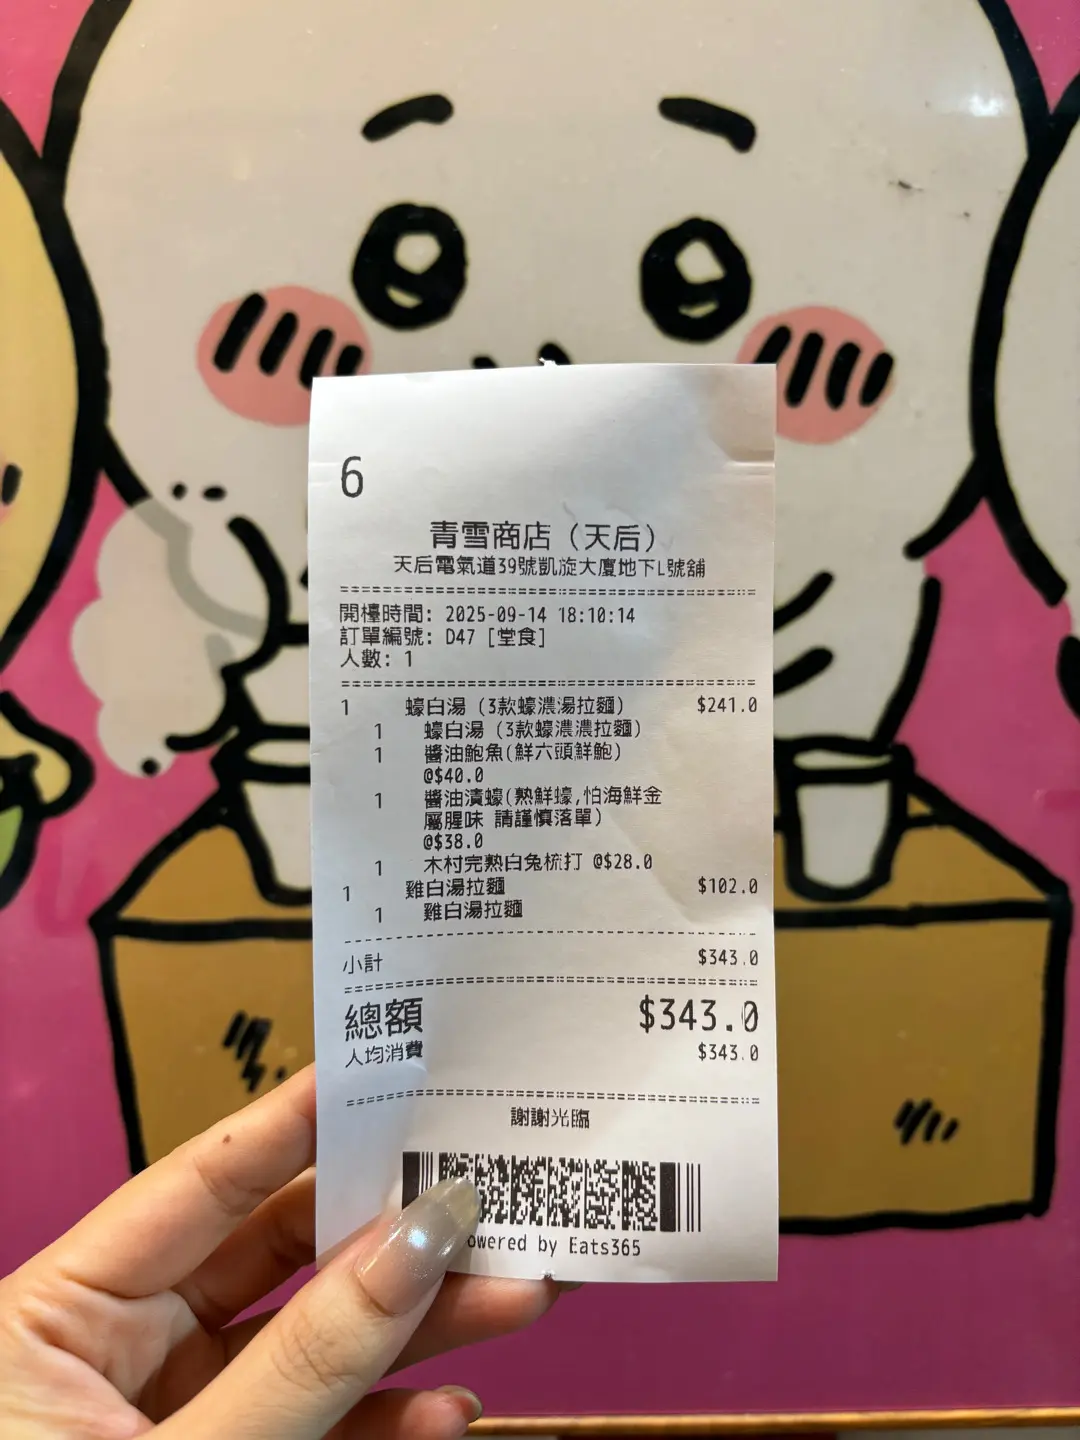 6
青雪商店（天后）
天后電氣道39號凱旋大廈地下L號舖
開檯時間: 2025-09-14 18:10:14
訂單編號: D47 [堂食]
人數: 1
1 蠔白湯 (3款蠔濃湯拉麵) $241.0
1 蠔白湯 (3款蠔濃濃拉麵)
1 醬油鮑魚(鮮六頭鮮鮑)
@$40.0
1 醬油漬蠔(熟鮮蠔,怕海鮮金
屬腥味 請謹慎落單)
@$38.0
1 木村完熟白兔梳打 @$28.0
1 雞白湯拉麵 $102.0
1 雞白湯拉麵
小計 $343.0
總額 $343.0
人均消費 $343.0
謝謝光臨
owered by Eats365